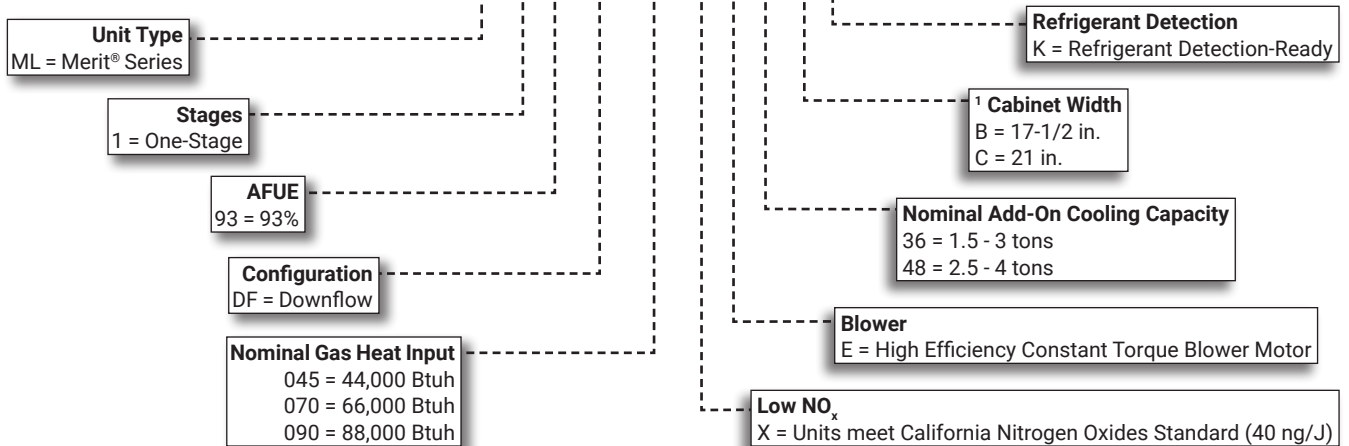 Unit Type
ML = Merit® Series
Stages
1 = One-Stage
AFUE
93 = 93%
Configuration
DF = Downflow
Nominal Gas Heat Input
045 = 44,000 Btuh
070 = 66,000 Btuh
090 = 88,000 Btuh
Refrigerant Detection
K = Refrigerant Detection-Ready
¹ Cabinet Width
B = 17-1/2 in.
C = 21 in.
Nominal Add-On Cooling Capacity
36 = 1.5 - 3 tons
48 = 2.5 - 4 tons
Blower
E = High Efficiency Constant Torque Blower Motor
Low NOₓ
X = Units meet California Nitrogen Oxides Standard (40 ng/J)